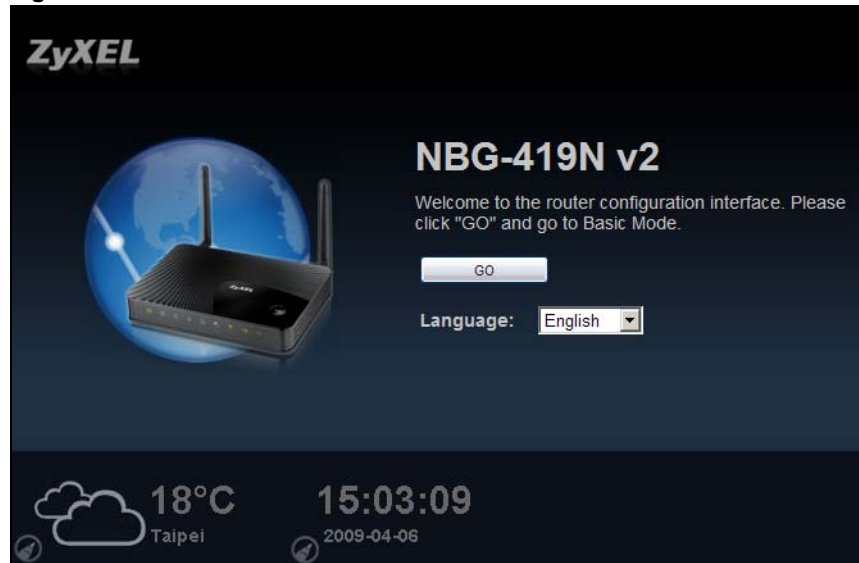 ZyXEL
NBG-419N v2
Welcome to the router configuration interface. Please
click "GO" and go to Basic Mode.
GO
Language: English
18°C
Taipei
15:03:09
2009-04-06
ZyXEL